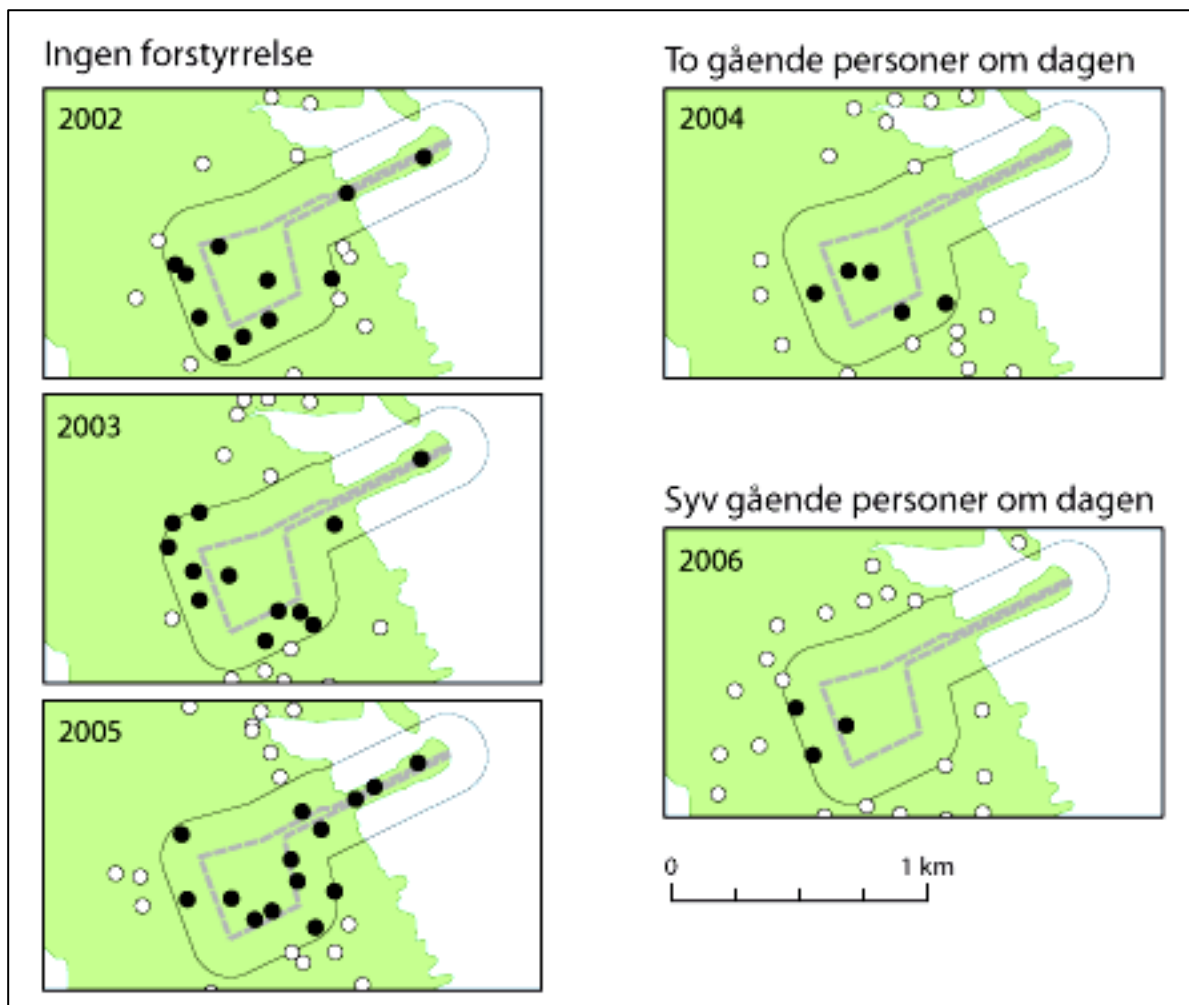 Ingen forstyrrelse
2002
2003
2005
To gående personer om dagen
2004
Syv gående personer om dagen
2006
0 1 km